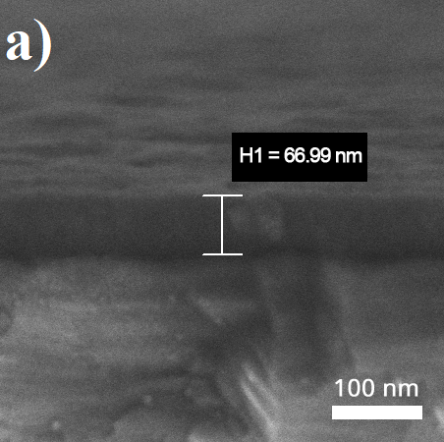 a)
H1 = 66.99 nm
100 nm